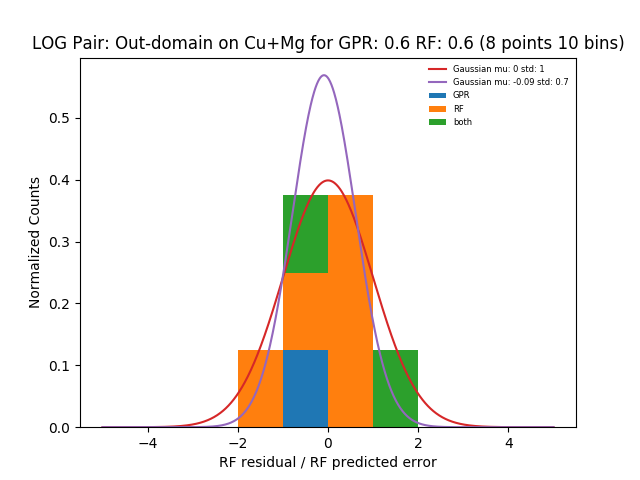 LOG Pair: Out-domain on Cu+Mg for GPR: 0.6 RF: 0.6 (8 points 10 bins)
Gaussian mu: 0 std: 1
Gaussian mu: -0.09 std: 0.7
GPR
RF
both
Normalized Counts
0.5
0.4
0.3
0.2
0.1
0.0
−4 −2 0 2 4
RF residual / RF predicted error